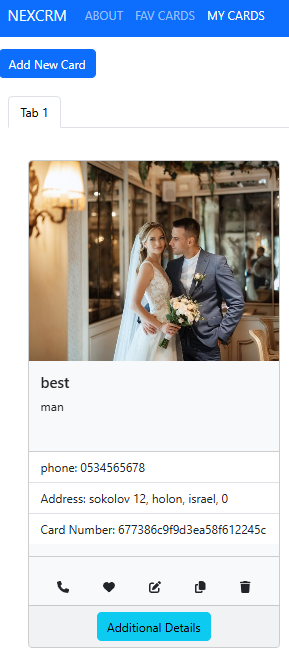 NEXCRM ABOUT FAV CARDS MY CARDS
Add New Card
Tab 1
best
man
phone: 0534565678
Address: sokolov 12, holon, israel, 0
Card Number: 677386c9f9d3ea58f612245c
Additional Details